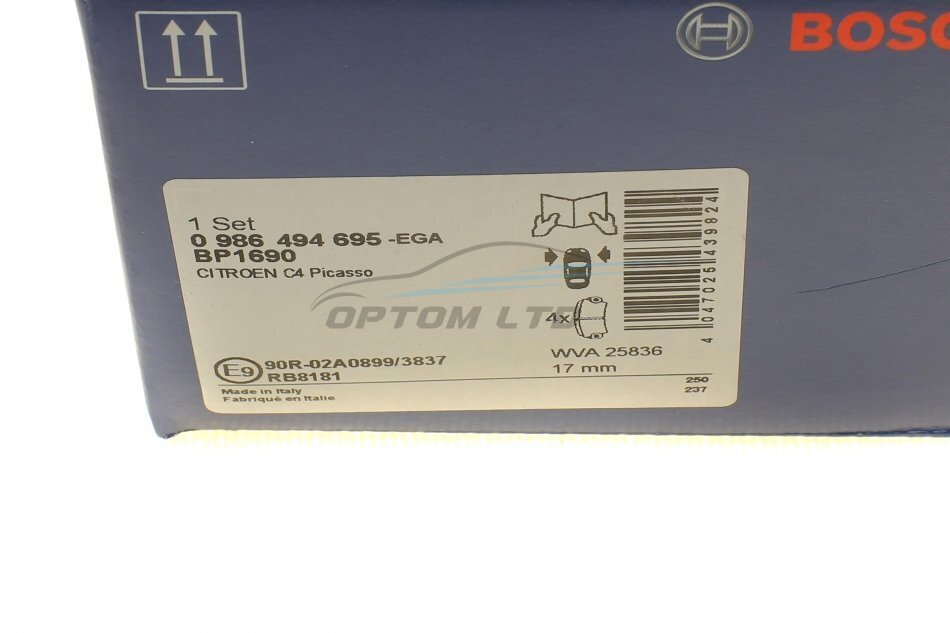 BOSC
1 Set
0 986 494 695 -EGA
BP1690
CITROEN C4 Picasso
OPTOM LTD
4x
4 047025 439824
WVA 25836
17 mm
E9 90R-02A0899/3837
RB8181
Made in Italy
Fabriqué en Italie
250
237